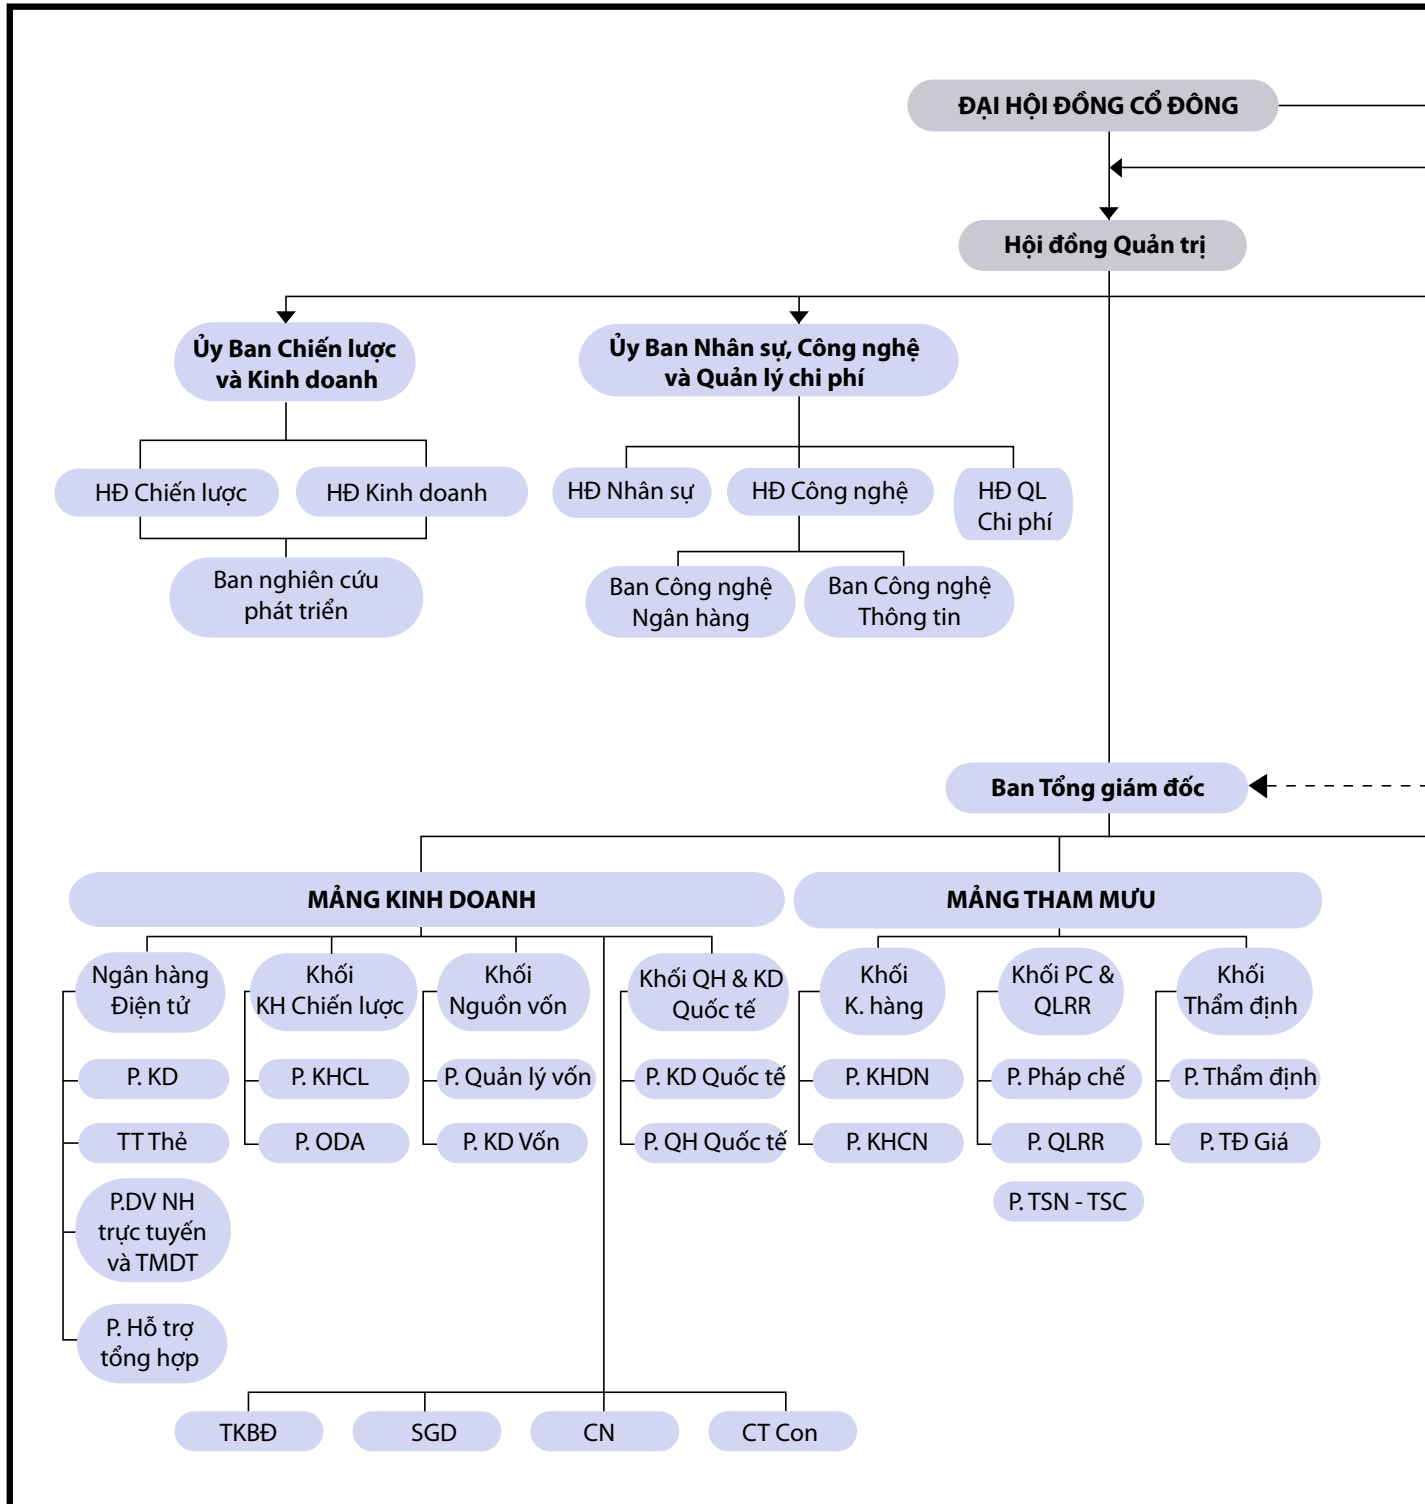 ĐẠI HỘI ĐỒNG CỔ ĐÔNG
Hội đồng Quản trị
Ủy Ban Chiến lược
và Kinh doanh
Ủy Ban Nhân sự, Công nghệ
và Quản lý chi phí
HĐ Chiến lược
HĐ Kinh doanh
HĐ Nhân sự
HĐ Công nghệ
HĐ QL
Chi phí
Ban nghiên cứu
phát triển
Ban Công nghệ
Ngân hàng
Ban Công nghệ
Thông tin
Ban Tổng giám đốc
MẢNG KINH DOANH
MẢNG THAM MƯU
Ngân hàng
Điện tử
Khối
KH Chiến lược
Khối
Nguồn vốn
Khối QH & KD
Quốc tế
Khối
K. hàng
Khối PC &
QLRR
Khối
Thẩm định
P. KD
P. KHCL
P. Quản lý vốn
P. KD Quốc tế
P. KHDN
P. Pháp chế
P. Thẩm định
TT Thẻ
P. ODA
P. KD Vốn
P. QH Quốc tế
P. KHCN
P. QLRR
P. TĐ Giá
P.DV NH
trực tuyến
và TMDT
P. TSN - TSC
P. Hỗ trợ
tổng hợp
TKBĐ
SGD
CN
CT Con